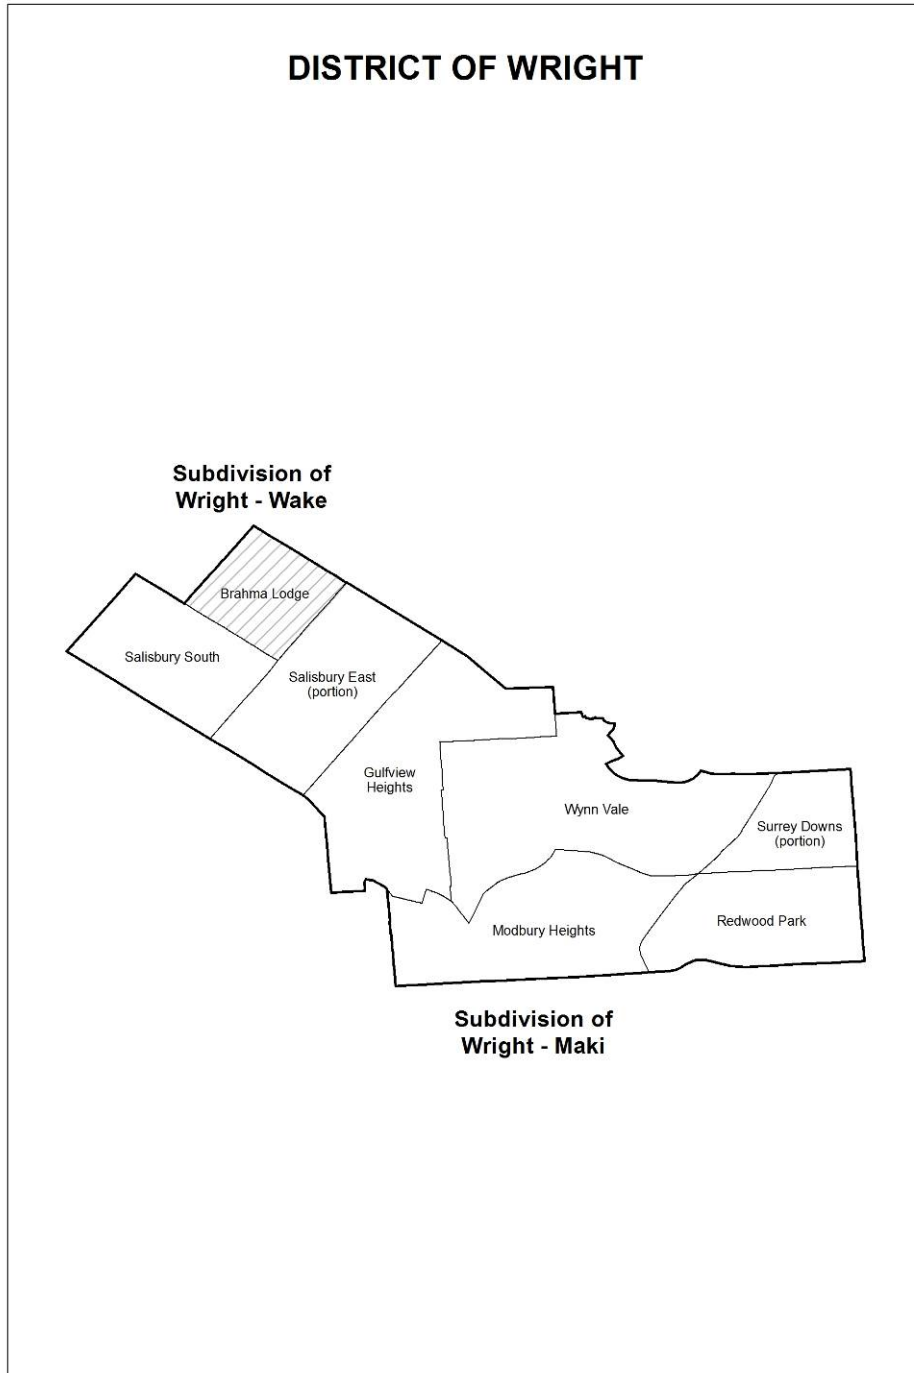 DISTRICT OF WRIGHT
Subdivision of
Wright - Wake
Brahma Lodge
Salisbury South
Salisbury East
(portion)
Gulfview
Heights
Wynn Vale
Surrey Downs
(portion)
Redwood Park
Modbury Heights
Subdivision of
Wright - Maki